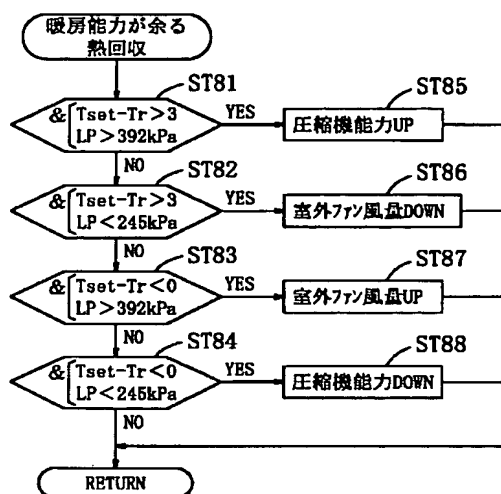 暖房能力が余る
熱回収
ST81
& Tset-Tr>3
LP>392kPa
YES
ST85
圧縮機能力UP
NO
ST82
& Tset-Tr>3
LP<245kPa
YES
ST86
室外ファン風量DOWN
NO
ST83
& Tset-Tr<0
LP>392kPa
YES
ST87
室外ファン風量UP
NO
ST84
& Tset-Tr<0
LP<245kPa
YES
ST88
圧縮機能力DOWN
NO
RETURN